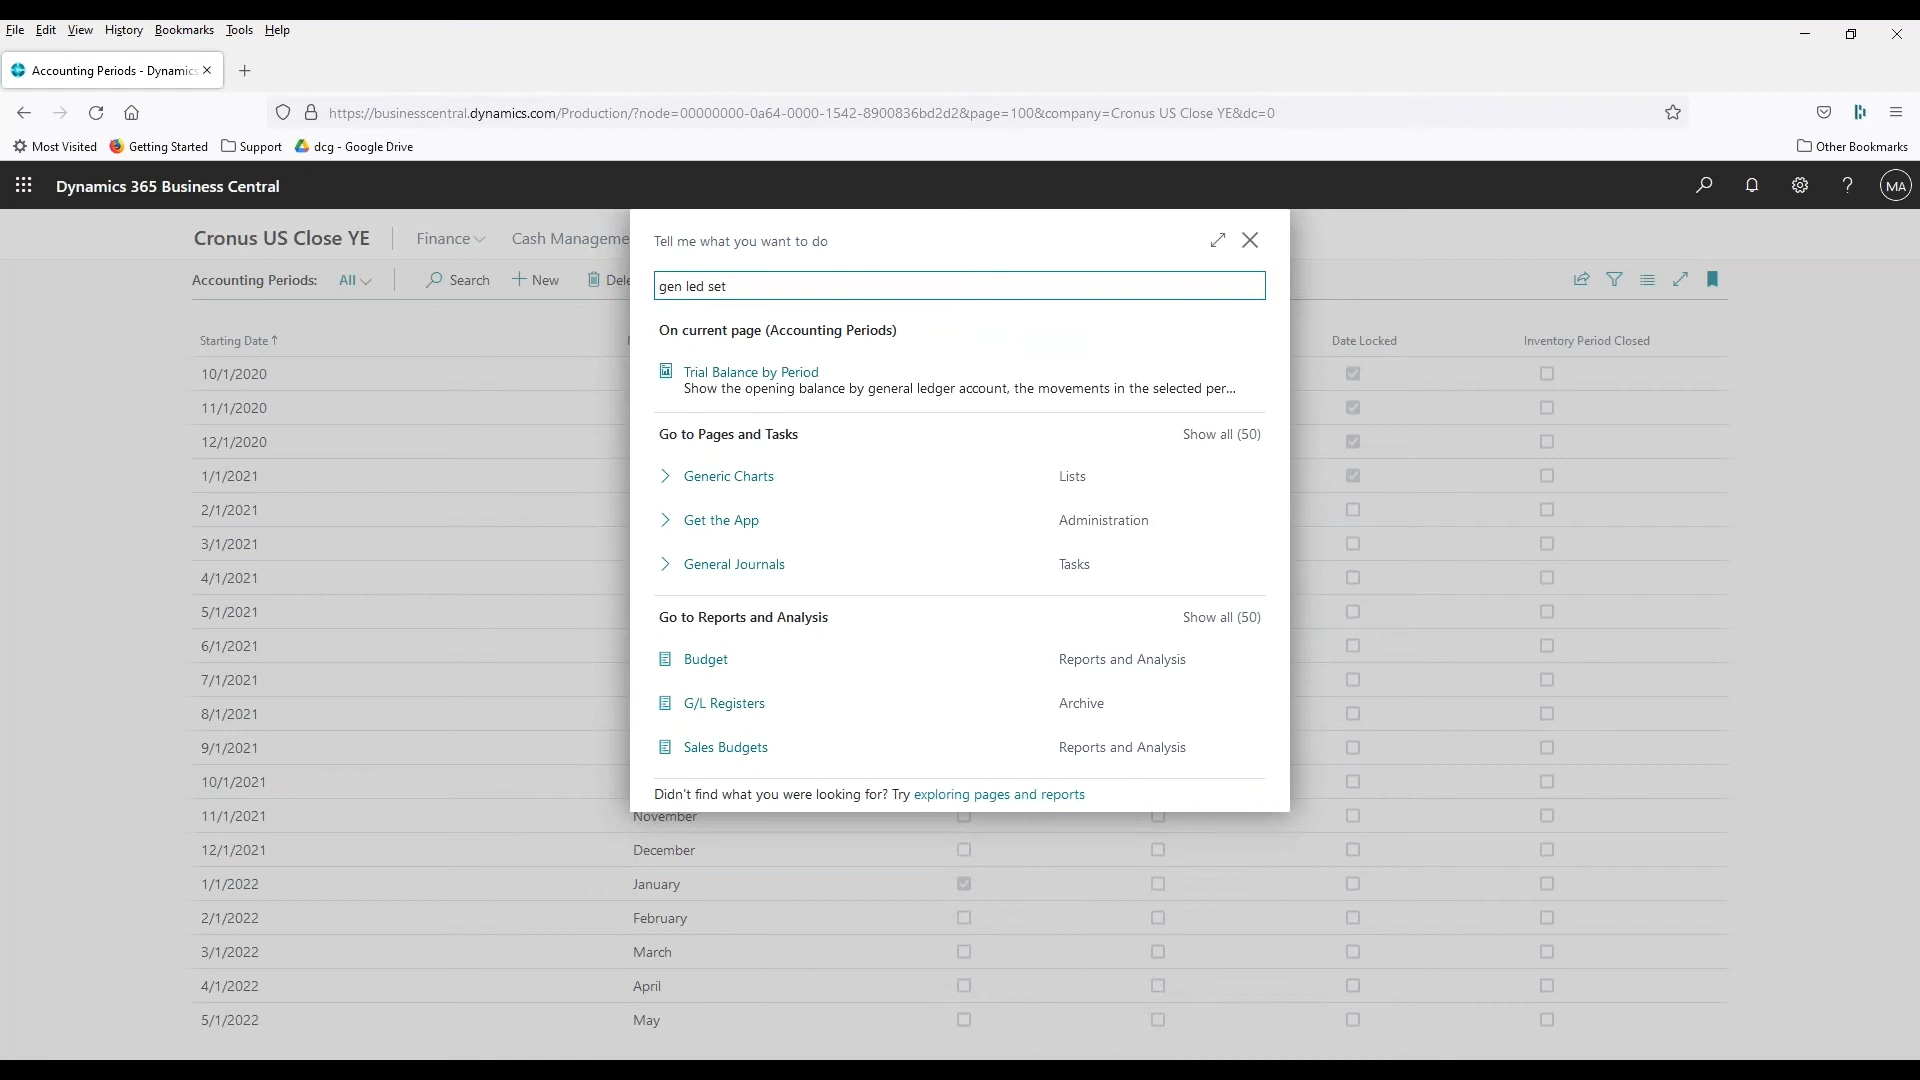 File Edit View History Bookmarks Tools Help
Accounting Periods - Dynamics
https://businesscentral.dynamics.com/Production/?node=00000000-0a64-0000-1542-8900836bd2d2&page=100&company=Cronus US Close YE&dc=0
Most Visited Getting Started Support dcg - Google Drive Other Bookmarks
Dynamics 365 Business Central MA
Cronus US Close YE Finance Cash Manageme
Tell me what you want to do
Accounting Periods: All Search New Dele
gen led set
On current page (Accounting Periods)
Starting Date Date Locked Inventory Period Closed
Trial Balance by Period
Show the opening balance by general ledger account, the movements in the selected per...
Go to Pages and Tasks Show all (50)
Generic Charts Lists
Get the App Administration
General Journals Tasks
Go to Reports and Analysis Show all (50)
Budget Reports and Analysis
G/L Registers Archive
Sales Budgets Reports and Analysis
Didn't find what you were looking for? Try exploring pages and reports
10/1/2020
11/1/2020
12/1/2020
1/1/2021
2/1/2021
3/1/2021
4/1/2021
5/1/2021
6/1/2021
7/1/2021
8/1/2021
9/1/2021
10/1/2021
11/1/2021 November
12/1/2021 December
1/1/2022 January
2/1/2022 February
3/1/2022 March
4/1/2022 April
5/1/2022 May